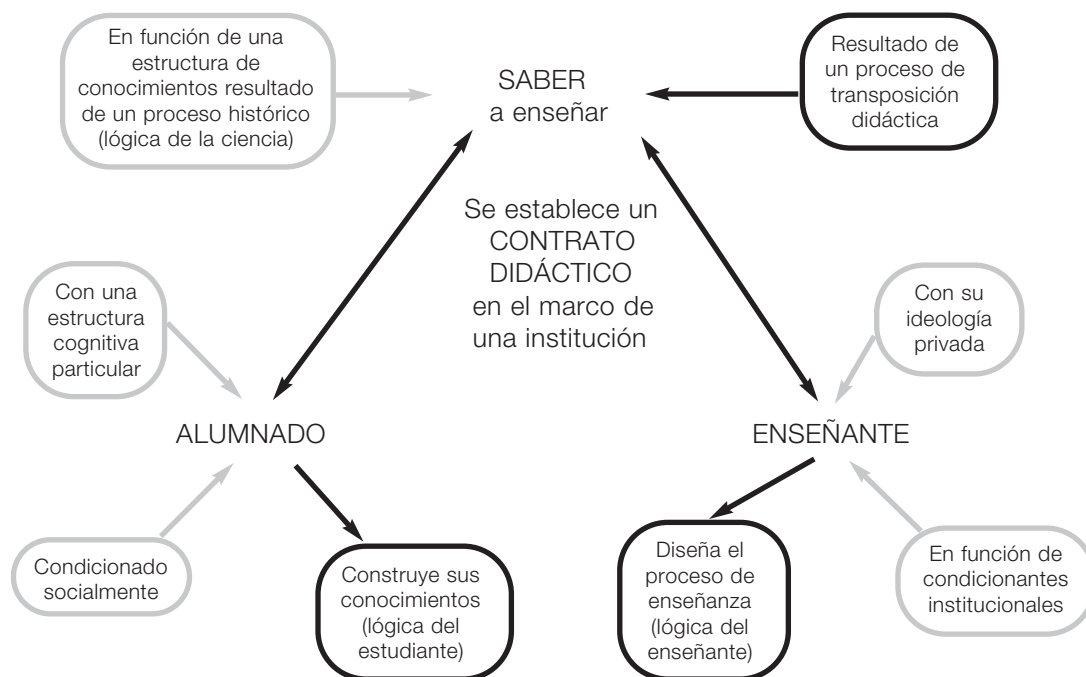 En función de una
estructura de
conocimientos resultado
de un proceso histórico
(lógica de la ciencia)
SABER
a enseñar
Resultado de
un proceso de
transposición
didáctica
Se establece un
CONTRATO
DIDÁCTICO
en el marco de
una institución
Con una
estructura
cognitiva
particular
Con su
ideología
privada
ALUMNADO
ENSEÑANTE
Condicionado
socialmente
Construye sus
conocimientos
(lógica del
estudiante)
Diseña el
proceso de
enseñanza
(lógica del
enseñante)
En función de
condicionantes
institucionales